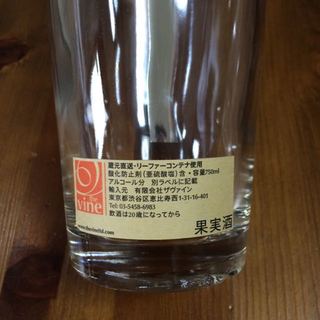 蔵元直送・リーファーコンテナ使用
酸化防止剤(亜硫酸塩)含・容量750ml
アルコール分 別ラベルに記載
輸入元 有限会社ザヴァイン
東京都渋谷区恵比寿西1-31-16-401
Tel: 03-5458-6983
飲酒は20歳になってから
the
vine
www.thevineltd.com
果実酒